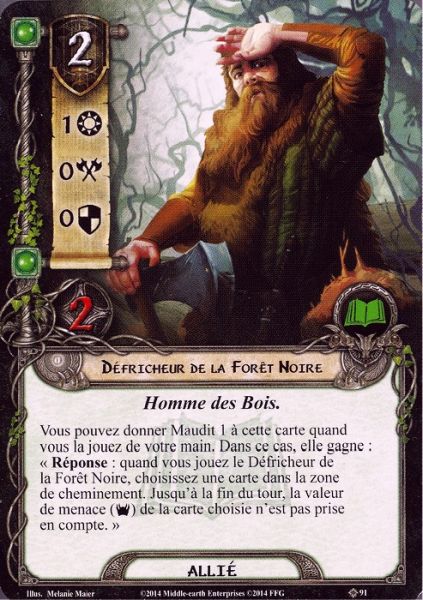 2
1
0
0
2
Défricheur de la Forêt Noire
Homme des Bois.
Vous pouvez donner Maudit 1 à cette carte quand
vous la jouez de votre main. Dans ce cas, elle gagne :
« Réponse : quand vous jouez le Défricheur de
la Forêt Noire, choisissez une carte dans la zone
de cheminement. Jusqu'à la fin du tour, la valeur
de menace ( ) de la carte choisie n'est pas prise
en compte. »
ALLIÉ
Illus. Melanie Maier ©2014 Middle-earth Enterprises ©2014 FFG 91